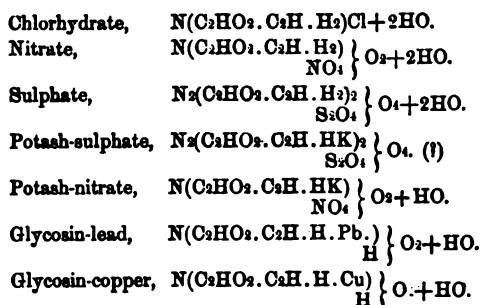 Chlorhydrate, N(C₂HO₂.C₂H.H₂)Cl+2HO.
Nitrate, N(C₂HO₂.C₂H.H₂)
NO₄ } O₂+2HO.
Sulphate, N₂(C₂HO₂.C₂H.H₂)₂
S₂O₄ } O₄+2HO.
Potash-sulphate, N₂(C₂HO₂.C₂H.HK)₂
S₂O₄ } O₄. (?)
Potash-nitrate, N(C₂HO₂.C₂H.HK)
NO₄ } O₂+HO.
Glycosin-lead, N(C₂HO₂.C₂H.H.Pb.)
H } O₂+HO.
Glycosin-copper, N(C₂HO₂.C₂H.H.Cu)
H } O.+HO.